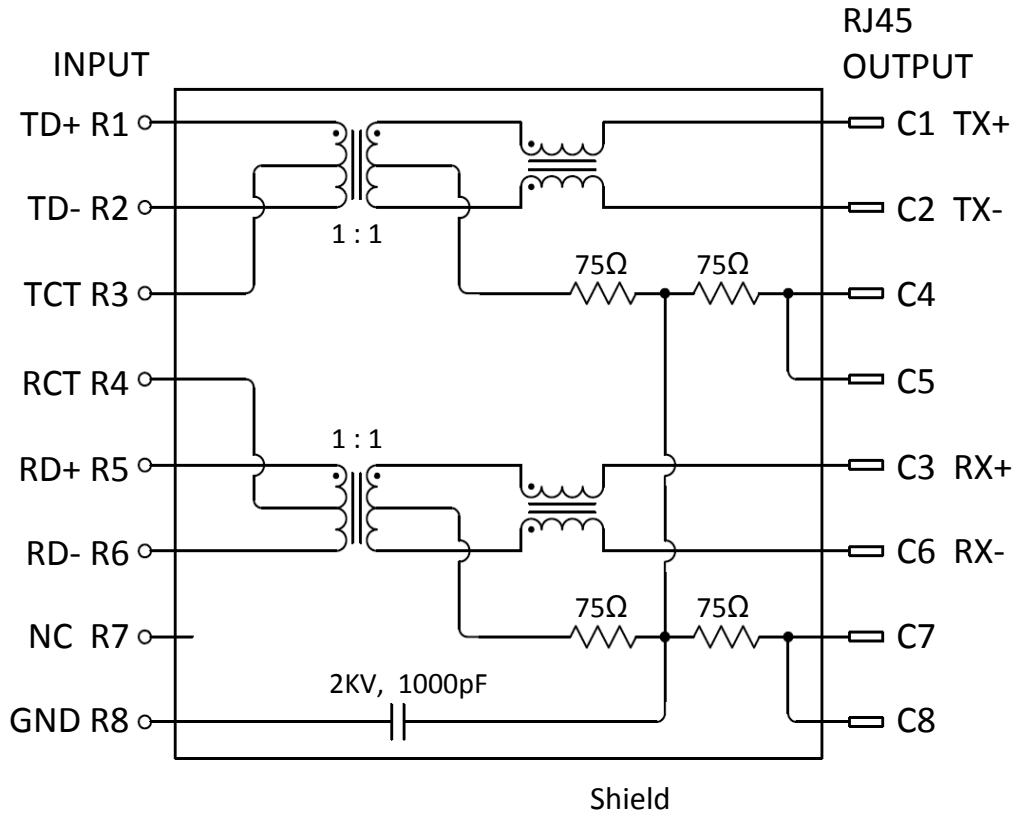 RJ45
OUTPUT
INPUT
TD+ R1
C1 TX+
TD- R2
C2 TX-
1 : 1
75Ω
75Ω
TCT R3
C4
RCT R4
C5
1 : 1
RD+ R5
C3 RX+
RD- R6
C6 RX-
75Ω
75Ω
NC R7
C7
2KV, 1000pF
GND R8
C8
Shield